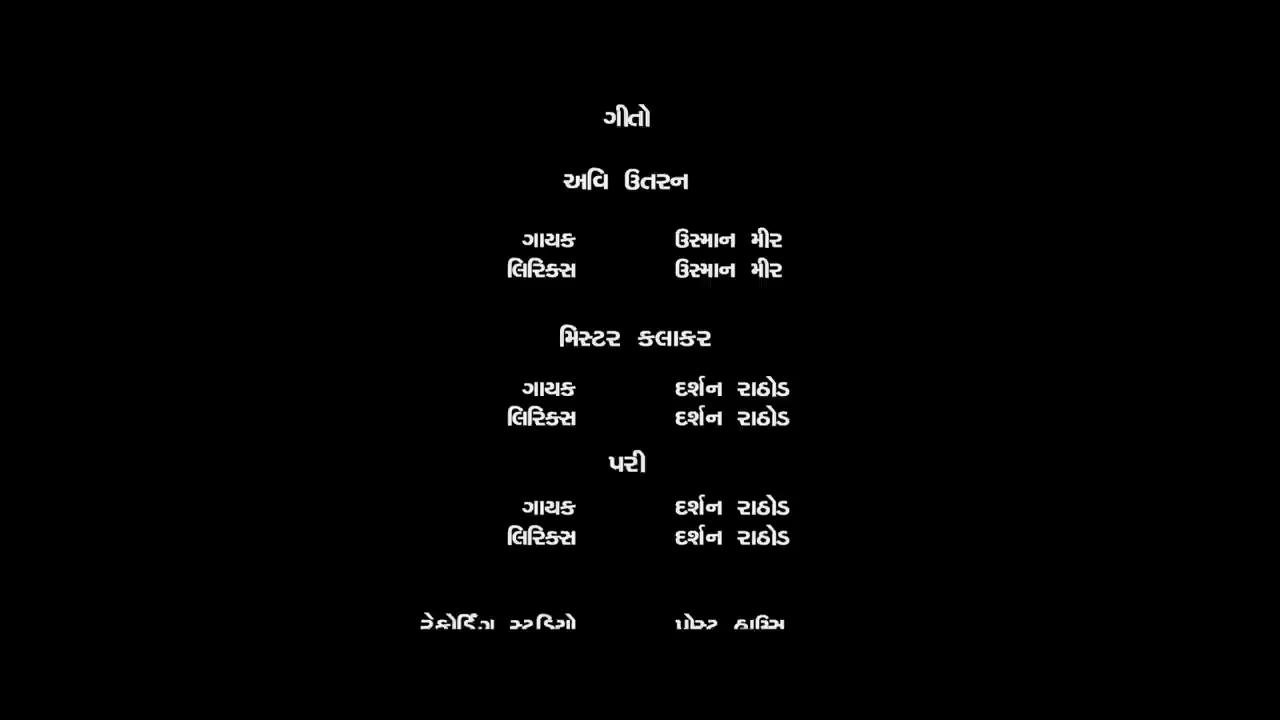 ગીતો
અવિ ઉતરન
ગાયક ઉસ્માન મીર
લિરિક્સ ઉસ્માન મીર
મિસ્ટર કલાકર
ગાયક દર્શન રાઠોડ
લિરિક્સ દર્શન રાઠોડ
પરી
ગાયક દર્શન રાઠોડ
લિરિક્સ દર્શન રાઠોડ
રેકોર્ડિંગ સ્ટુડિયો પોસ્ટ